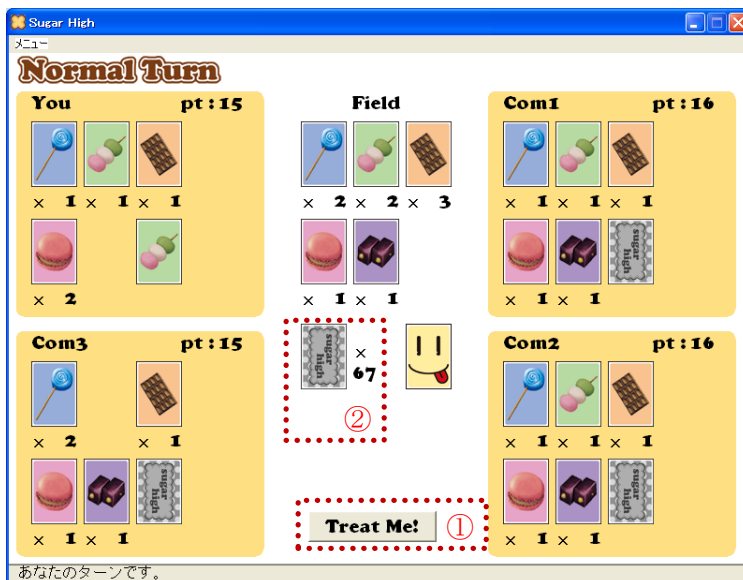 Sugar High
メニュー
Normal Turn
You pt:15
× 1 × 1 × 1
× 2
Field
× 2 × 2 × 3
× 1 × 1
sugar high
× 67
②
Treat Me!
①
Com1 pt:16
× 1 × 1 × 1
sugar high
× 1 × 1
Com3 pt:15
× 2 × 1
sugar high
× 1 × 1
Com2 pt:16
× 1 × 1 × 1
sugar high
× 1 × 1
あなたのターンです。